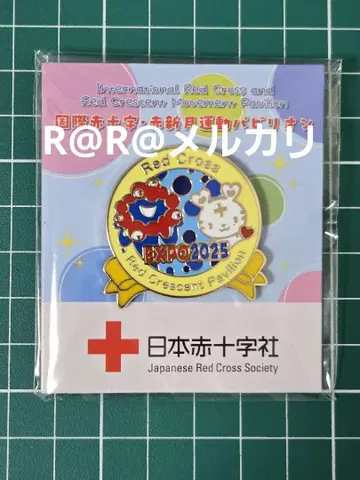 International Red Cross and
Red Crescent Movement Pavilion
国際赤十字・赤新月運動パビリオン
R@R@メルカリ
Red Cross
EXPO2025
Red Crescent Pavilion
日本赤十字社
Japanese Red Cross Society